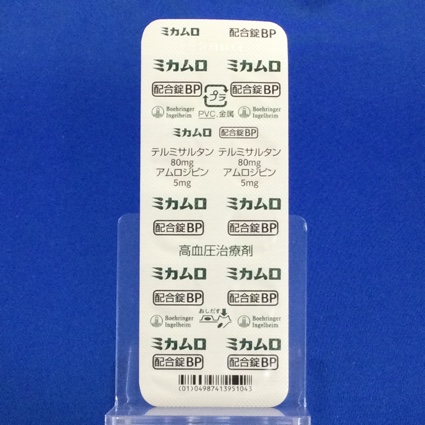 ミカムロ 配合錠BP
ミカムロ ミカムロ
配合錠BP プラ 配合錠BP
Boehringer Ingelheim PVC,金属 Boehringer Ingelheim
ミカムロ 配合錠BP
テルミサルタン テルミサルタン
80mg 80mg
アムロジピン アムロジピン
5mg 5mg
ミカムロ ミカムロ
配合錠BP 配合錠BP
高血圧治療剤
ミカムロ ミカムロ
配合錠BP 配合錠BP
Boehringer Ingelheim おしだす Boehringer Ingelheim
ミカムロ ミカムロ
配合錠BP 配合錠BP
(01)04987413951043